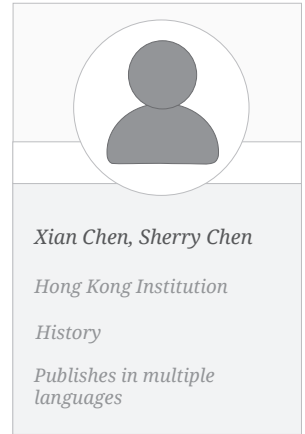 Xian Chen, Sherry Chen
Hong Kong Institution
History
Publishes in multiple
languages